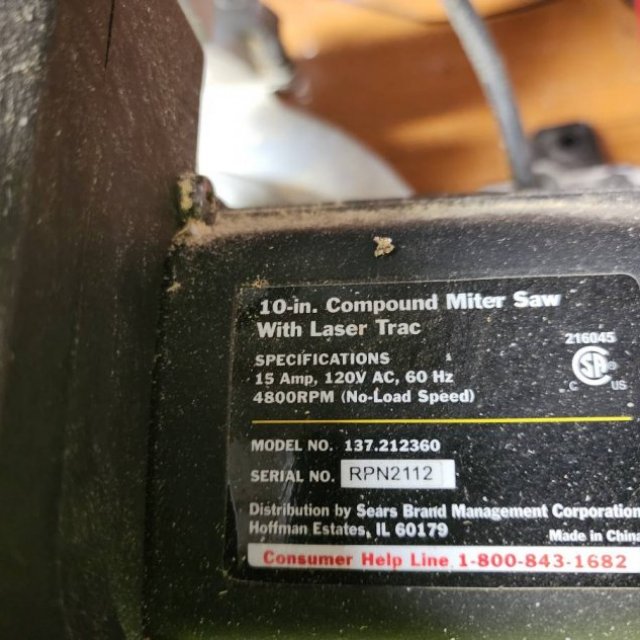 10-in. Compound Miter Saw
With Laser Trac
216045
SPECIFICATIONS
15 Amp, 120V AC, 60 Hz
4800RPM (No-Load Speed)
C SA ® US
MODEL NO. 137.212360
SERIAL NO. RPN2112
Distribution by Sears Brand Management Corporation
Hoffman Estates, IL 60179
Made in China
Consumer Help Line 1-800-843-1682